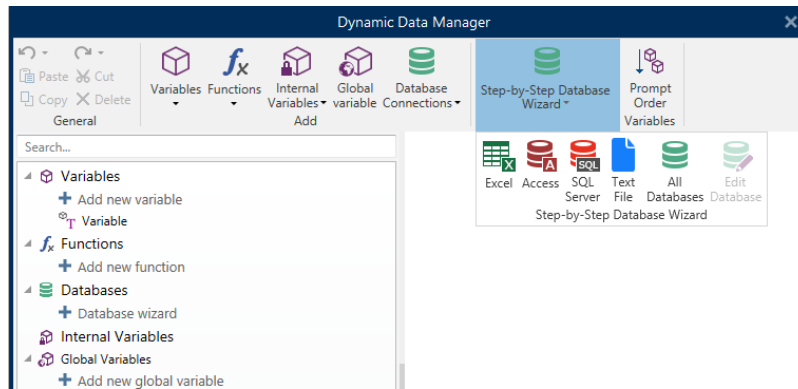 Dynamic Data Manager
Paste Cut
Copy Delete
General
Variables Functions Internal Variables Global variable Database Connections
Add
Step-by-Step Database Wizard
Prompt Order
Variables
Search...
Excel Access SQL Server Text File All Databases Edit Database
Step-by-Step Database Wizard
Variables
Add new variable
Variable
Functions
Add new function
Databases
Database wizard
Internal Variables
Global Variables
Add new global variable